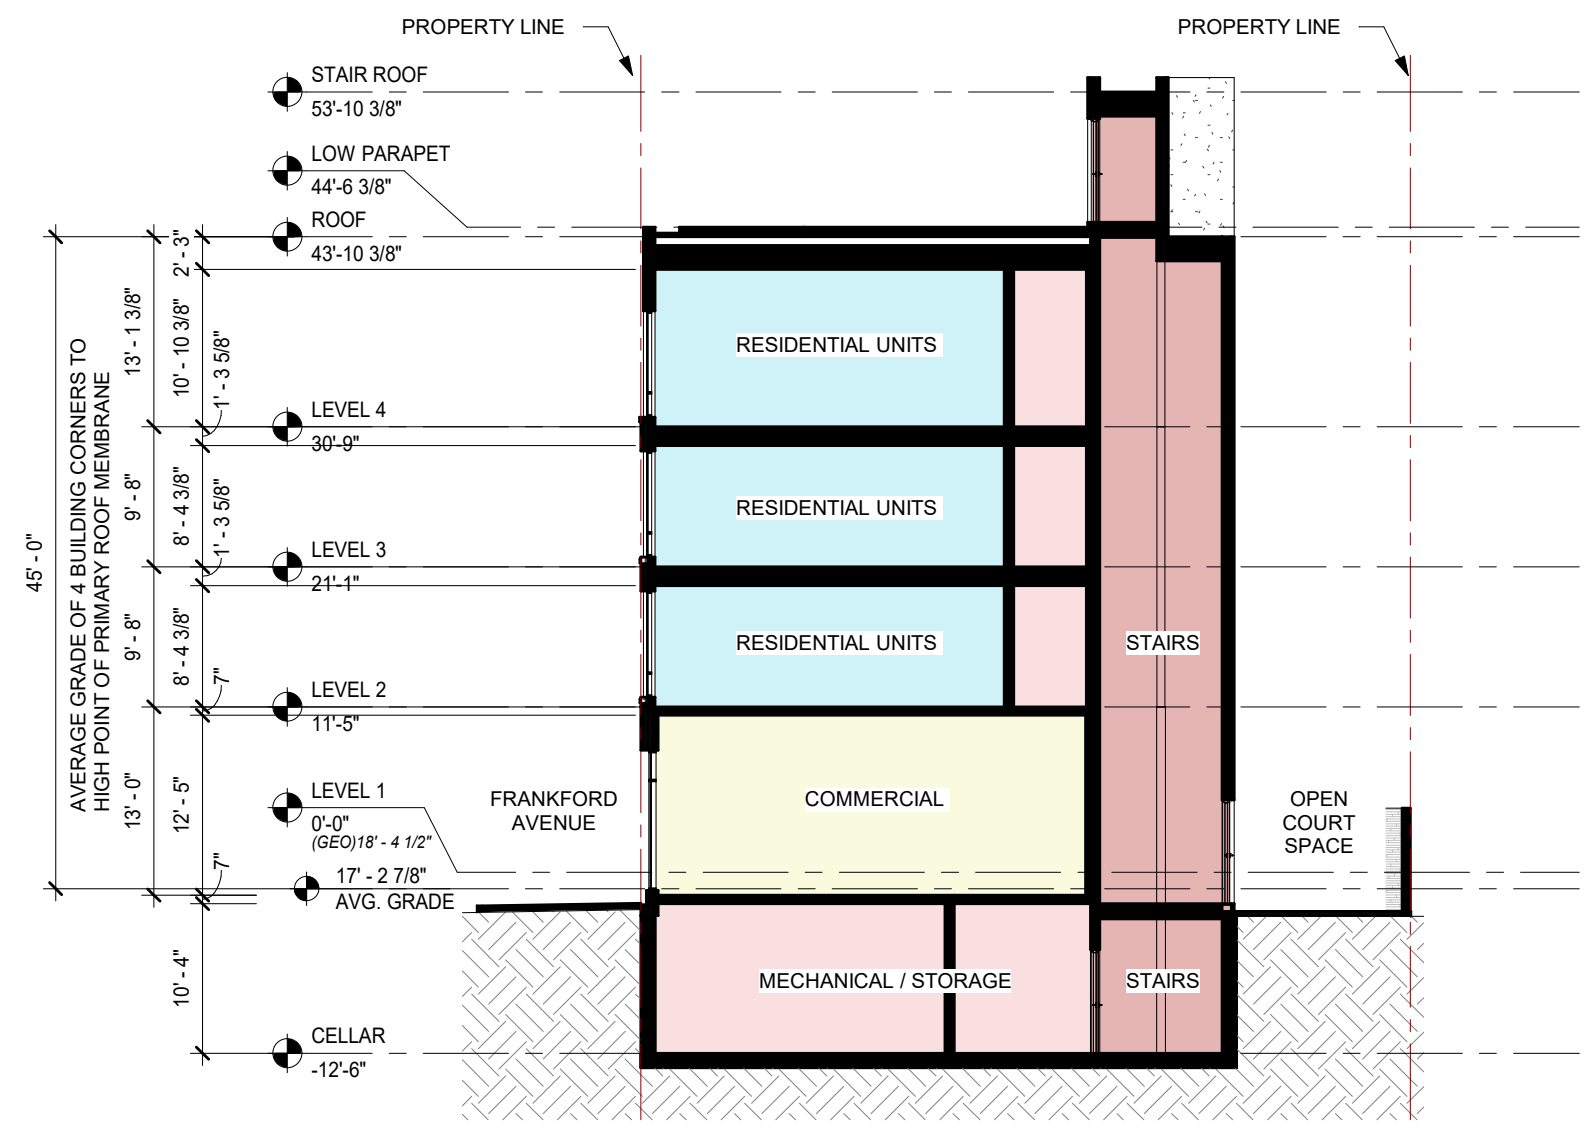 PROPERTY LINE
PROPERTY LINE
STAIR ROOF
53'-10 3/8"
LOW PARAPET
44'-6 3/8"
ROOF
43'-10 3/8"
2' - 3"
13' - 1 3/8"
10' - 10 3/8"
1' - 3 5/8"
RESIDENTIAL UNITS
LEVEL 4
30'-9"
9' - 8"
8' - 4 3/8"
1' - 3 5/8"
RESIDENTIAL UNITS
45' - 0"
AVERAGE GRADE OF 4 BUILDING CORNERS TO
HIGH POINT OF PRIMARY ROOF MEMBRANE
LEVEL 3
21'-1"
9' - 8"
8' - 4 3/8"
7"
RESIDENTIAL UNITS
STAIRS
LEVEL 2
11'-5"
13' - 0"
12' - 5"
7"
LEVEL 1
0'-0"
(GEO)18' - 4 1/2"
FRANKFORD
AVENUE
COMMERCIAL
OPEN
COURT
SPACE
17' - 2 7/8"
AVG. GRADE
10' - 4"
MECHANICAL / STORAGE
STAIRS
CELLAR
-12'-6"